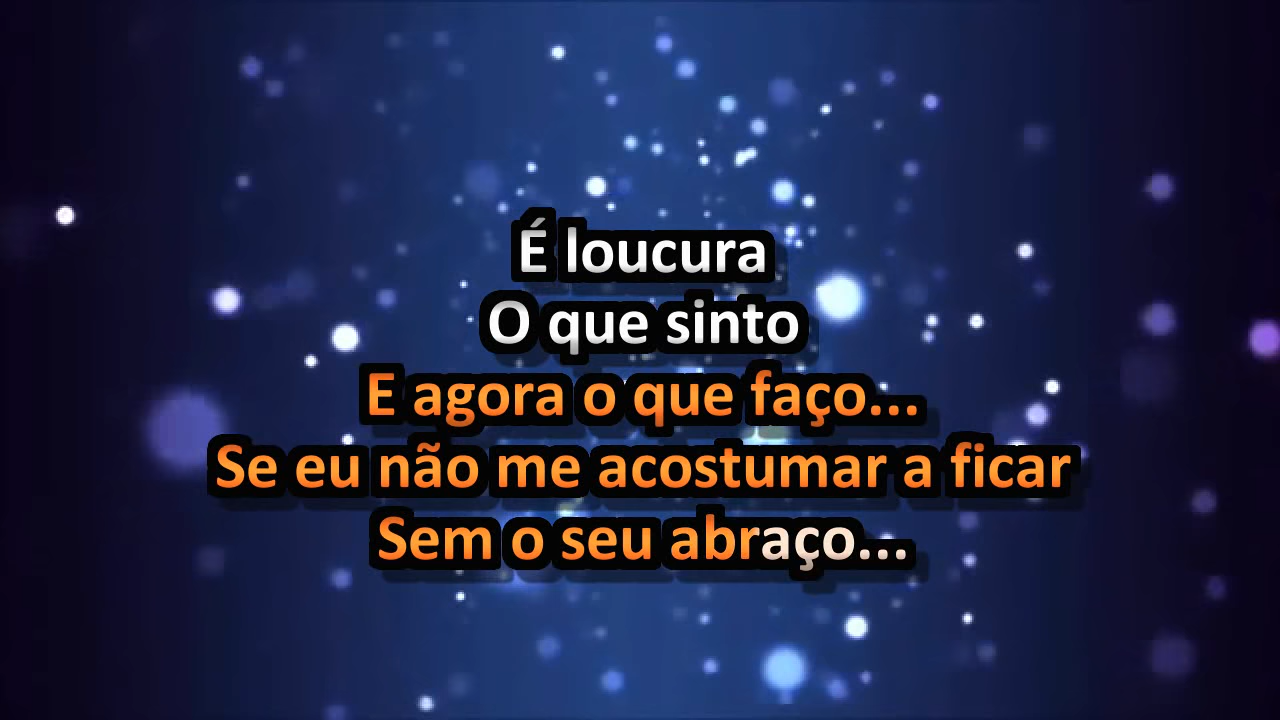 É loucura
O que sinto
E agora o que faço...
Se eu não me acostumar a ficar
Sem o seu abraço...